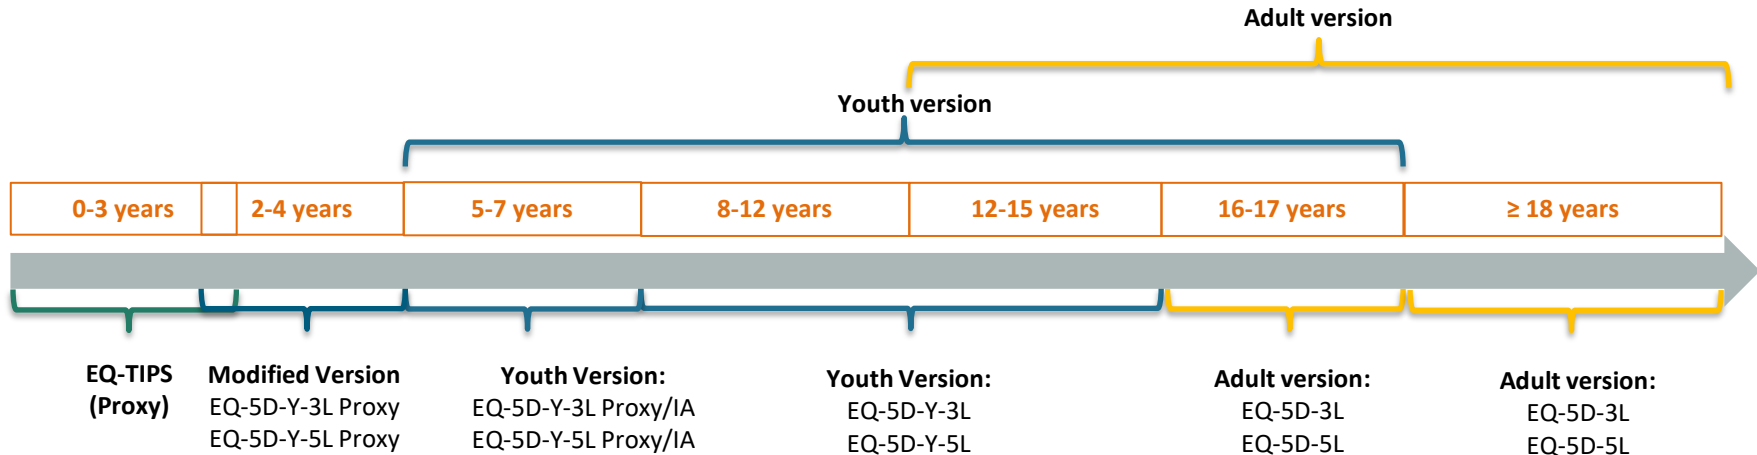 Adult version
Youth version
0-3 years
2-4 years
5-7 years
8-12 years
12-15 years
16-17 years
≥ 18 years
EQ-TIPS
(Proxy)
Modified Version
EQ-5D-Y-3L Proxy
EQ-5D-Y-5L Proxy
Youth Version:
EQ-5D-Y-3L Proxy/IA
EQ-5D-Y-5L Proxy/IA
Youth Version:
EQ-5D-Y-3L
EQ-5D-Y-5L
Adult version:
EQ-5D-3L
EQ-5D-5L
Adult version:
EQ-5D-3L
EQ-5D-5L